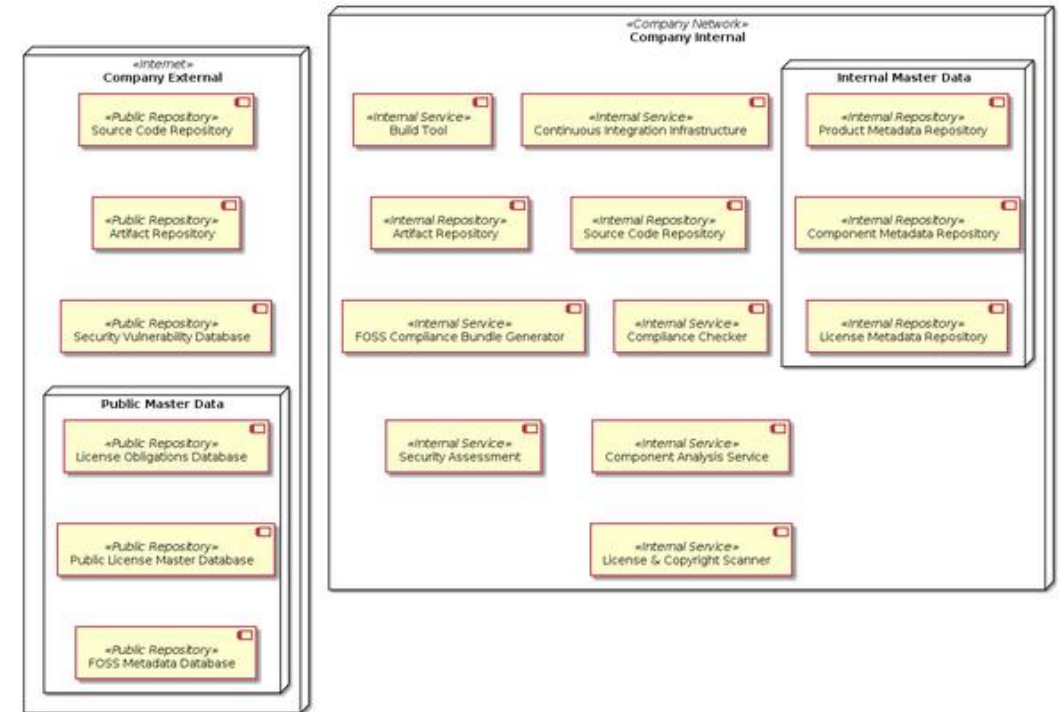 «Internet»
Company External
«Public Repository»
Source Code Repository
«Public Repository»
Artifact Repository
«Public Repository»
Security Vulnerability Database
Public Master Data
«Public Repository»
License Obligations Database
«Public Repository»
Public License Master Database
«Public Repository»
FOSS Metadata Database
«Company Network»
Company Internal
«Internal Service»
Build Tool
«Internal Service»
Continuous Integration Infrastructure
«Internal Repository»
Artifact Repository
«Internal Repository»
Source Code Repository
«Internal Service»
FOSS Compliance Bundle Generator
«Internal Service»
Compliance Checker
«Internal Service»
Security Assessment
«Internal Service»
Component Analysis Service
«Internal Service»
License & Copyright Scanner
Internal Master Data
«Internal Repository»
Product Metadata Repository
«Internal Repository»
Component Metadata Repository
«Internal Repository»
License Metadata Repository